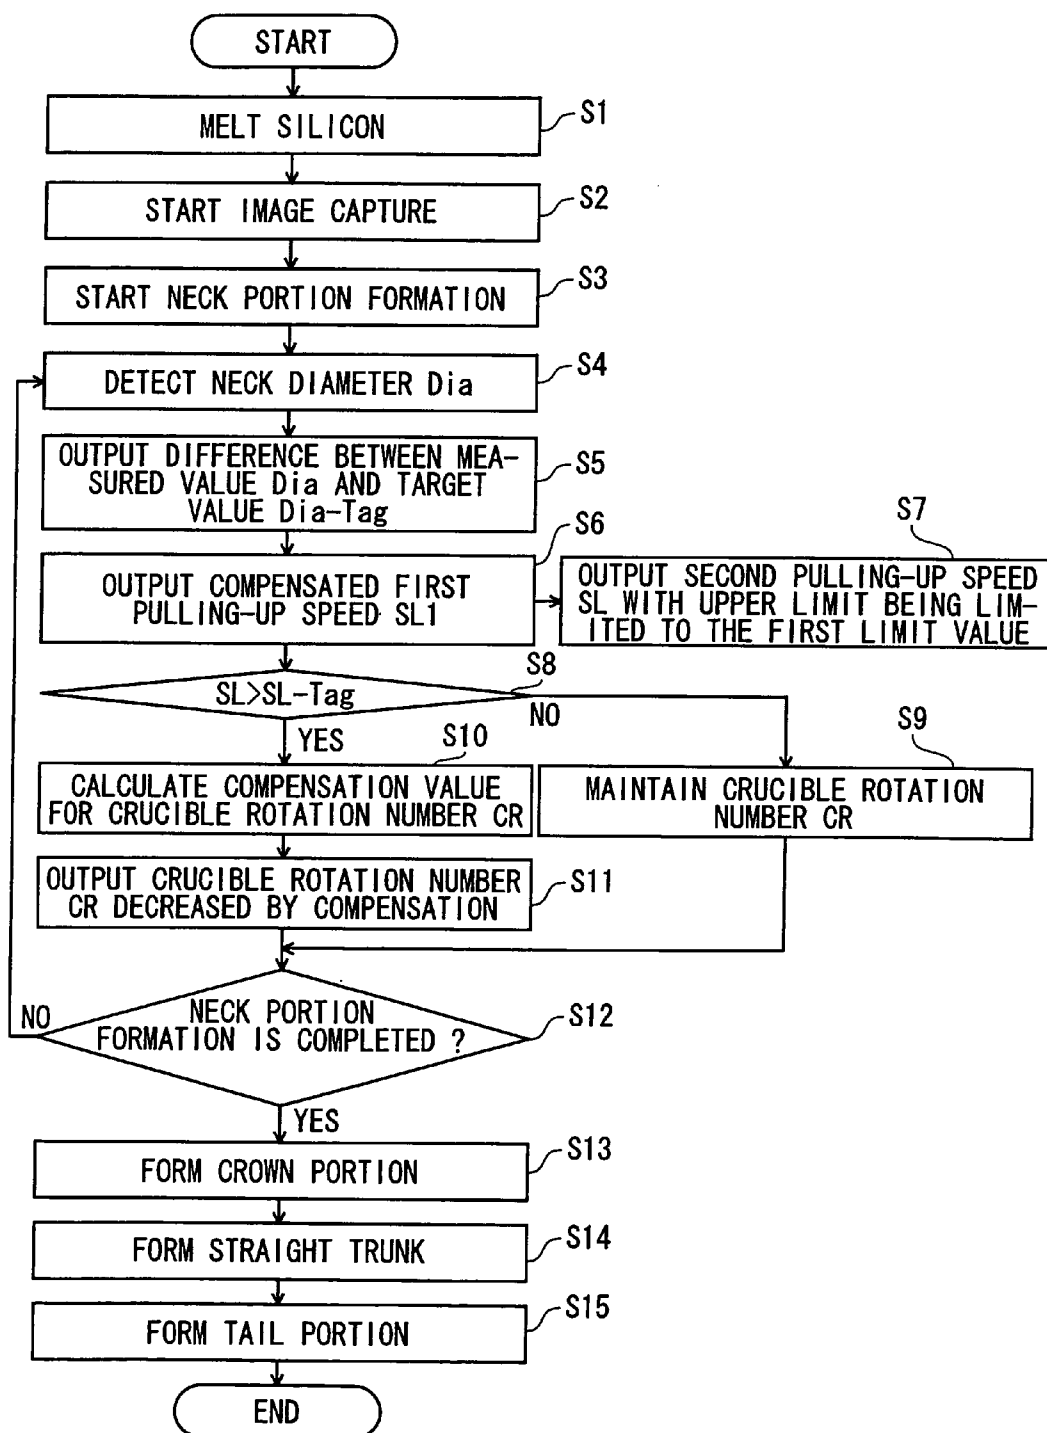 START
MELT SILICON
S1
START IMAGE CAPTURE
S2
START NECK PORTION FORMATION
S3
DETECT NECK DIAMETER Dia
S4
OUTPUT DIFFERENCE BETWEEN MEA-
SURED VALUE Dia AND TARGET
VALUE Dia-Tag
S5
OUTPUT COMPENSATED FIRST
PULLING-UP SPEED SL1
S6
OUTPUT SECOND PULLING-UP SPEED
SL WITH UPPER LIMIT BEING LIM-
ITED TO THE FIRST LIMIT VALUE
S7
SL>SL-Tag
S8
NO
YES
MAINTAIN CRUCIBLE ROTATION
NUMBER CR
S9
CALCULATE COMPENSATION VALUE
FOR CRUCIBLE ROTATION NUMBER CR
S10
OUTPUT CRUCIBLE ROTATION NUMBER
CR DECREASED BY COMPENSATION
S11
NECK PORTION
FORMATION IS COMPLETED ?
S12
NO
YES
FORM CROWN PORTION
S13
FORM STRAIGHT TRUNK
S14
FORM TAIL PORTION
S15
END